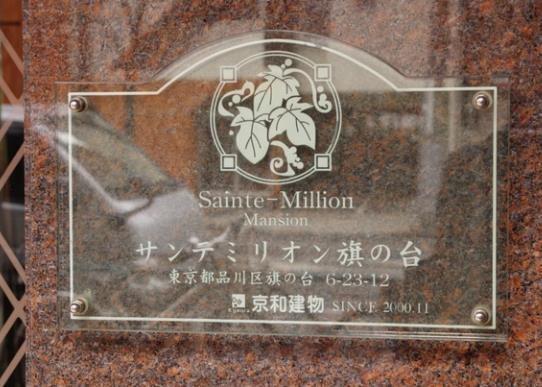 Sainte-Million
Mansion
サンテミリオン旗の台
東京都品川区旗の台 6-23-12
京和建物 SINCE 2000.11